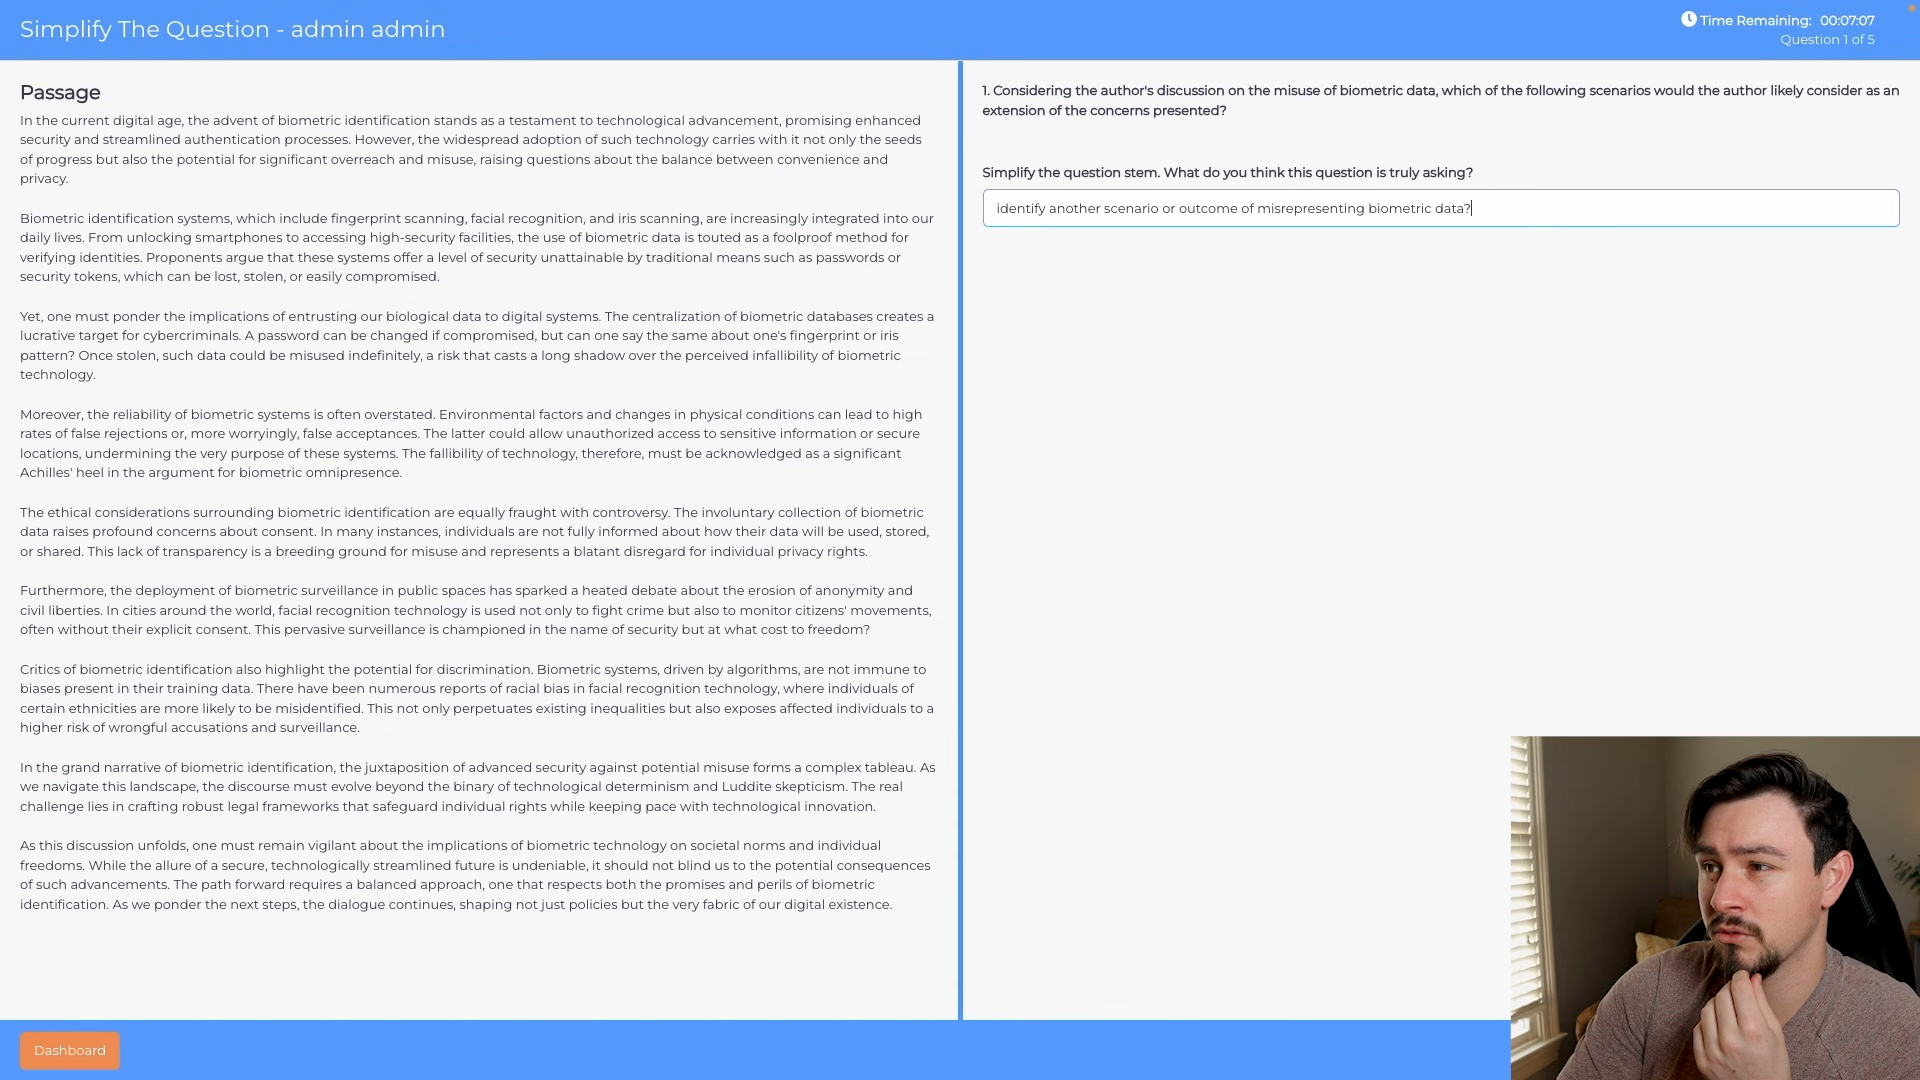 Simplify The Question - admin admin
Time Remaining: 00:07:07
Question 1 of 5
Passage
In the current digital age, the advent of biometric identification stands as a testament to technological advancement, promising enhanced
security and streamlined authentication processes. However, the widespread adoption of such technology carries with it not only the seeds
of progress but also the potential for significant overreach and misuse, raising questions about the balance between convenience and
privacy.
Biometric identification systems, which include fingerprint scanning, facial recognition, and iris scanning, are increasingly integrated into our
daily lives. From unlocking smartphones to accessing high-security facilities, the use of biometric data is touted as a foolproof method for
verifying identities. Proponents argue that these systems offer a level of security unattainable by traditional means such as passwords or
security tokens, which can be lost, stolen, or easily compromised.
Yet, one must ponder the implications of entrusting our biological data to digital systems. The centralization of biometric databases creates a
lucrative target for cybercriminals. A password can be changed if compromised, but can one say the same about one's fingerprint or iris
pattern? Once stolen, such data could be misused indefinitely, a risk that casts a long shadow over the perceived infallibility of biometric
technology.
Moreover, the reliability of biometric systems is often overstated. Environmental factors and changes in physical conditions can lead to high
rates of false rejections or, more worryingly, false acceptances. The latter could allow unauthorized access to sensitive information or secure
locations, undermining the very purpose of these systems. The fallibility of technology, therefore, must be acknowledged as a significant
Achilles' heel in the argument for biometric omnipresence.
The ethical considerations surrounding biometric identification are equally fraught with controversy. The involuntary collection of biometric
data raises profound concerns about consent. In many instances, individuals are not fully informed about how their data will be used, stored,
or shared. This lack of transparency is a breeding ground for misuse and represents a blatant disregard for individual privacy rights.
Furthermore, the deployment of biometric surveillance in public spaces has sparked a heated debate about the erosion of anonymity and
civil liberties. In cities around the world, facial recognition technology is used not only to fight crime but also to monitor citizens' movements,
often without their explicit consent. This pervasive surveillance is championed in the name of security but at what cost to freedom?
Critics of biometric identification also highlight the potential for discrimination. Biometric systems, driven by algorithms, are not immune to
biases present in their training data. There have been numerous reports of racial bias in facial recognition technology, where individuals of
certain ethnicities are more likely to be misidentified. This not only perpetuates existing inequalities but also exposes affected individuals to a
higher risk of wrongful accusations and surveillance.
In the grand narrative of biometric identification, the juxtaposition of advanced security against potential misuse forms a complex tableau. As
we navigate this landscape, the discourse must evolve beyond the binary of technological determinism and Luddite skepticism. The real
challenge lies in crafting robust legal frameworks that safeguard individual rights while keeping pace with technological innovation.
As this discussion unfolds, one must remain vigilant about the implications of biometric technology on societal norms and individual
freedoms. While the allure of a secure, technologically streamlined future is undeniable, it should not blind us to the potential consequences
of such advancements. The path forward requires a balanced approach, one that respects both the promises and perils of biometric
identification. As we ponder the next steps, the dialogue continues, shaping not just policies but the very fabric of our digital existence.
1. Considering the author's discussion on the misuse of biometric data, which of the following scenarios would the author likely consider as an
extension of the concerns presented?
Simplify the question stem. What do you think this question is truly asking?
identify another scenario or outcome of misrepresenting biometric data?
Dashboard